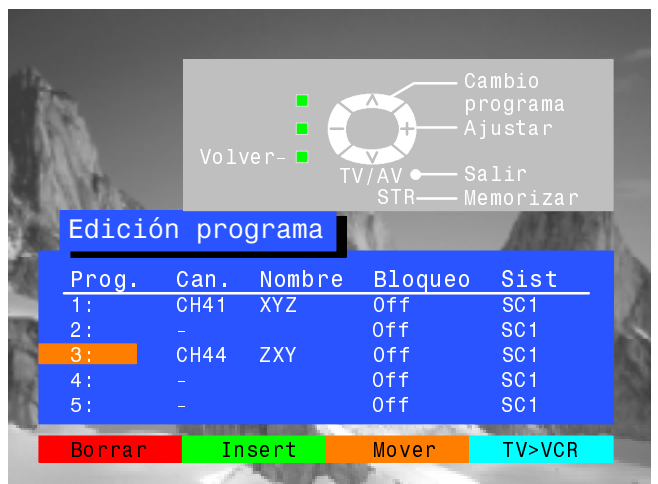 Cambio
programa
Ajustar
Volver-
TV/AV Salir
STR Memorizar
Edición programa
Prog. Can. Nombre Bloqueo Sist
1: CH41 XYZ Off SC1
2: - Off SC1
3: CH44 ZXY Off SC1
4: - Off SC1
5: - Off SC1
Borrar Insert Mover TV>VCR